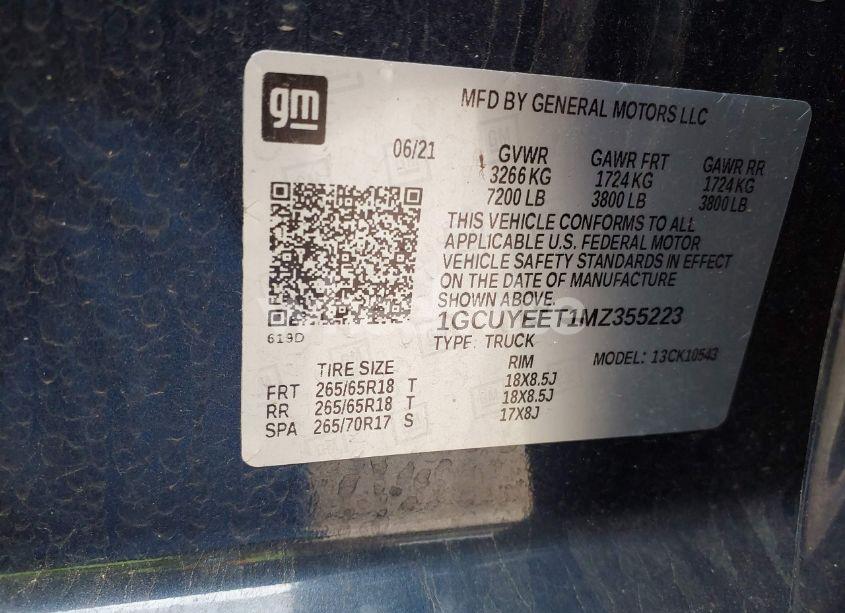 gm
MFD BY GENERAL MOTORS LLC
06/21 GVWR GAWR FRT GAWR RR
3266 KG 1724 KG 1724 KG
7200 LB 3800 LB 3800 LB
THIS VEHICLE CONFORMS TO ALL
APPLICABLE U.S. FEDERAL MOTOR
VEHICLE SAFETY STANDARDS IN EFFECT
ON THE DATE OF MANUFACTURE
SHOWN ABOVE.
1GCUYEET1MZ355223
619D
TYPE TRUCK MODEL: 13CK10543
TIRE SIZE RIM
FRT 265/65R18 T 18X8.5J
RR 265/65R18 T 18X8.5J
SPA 265/70R17 S 17X8J